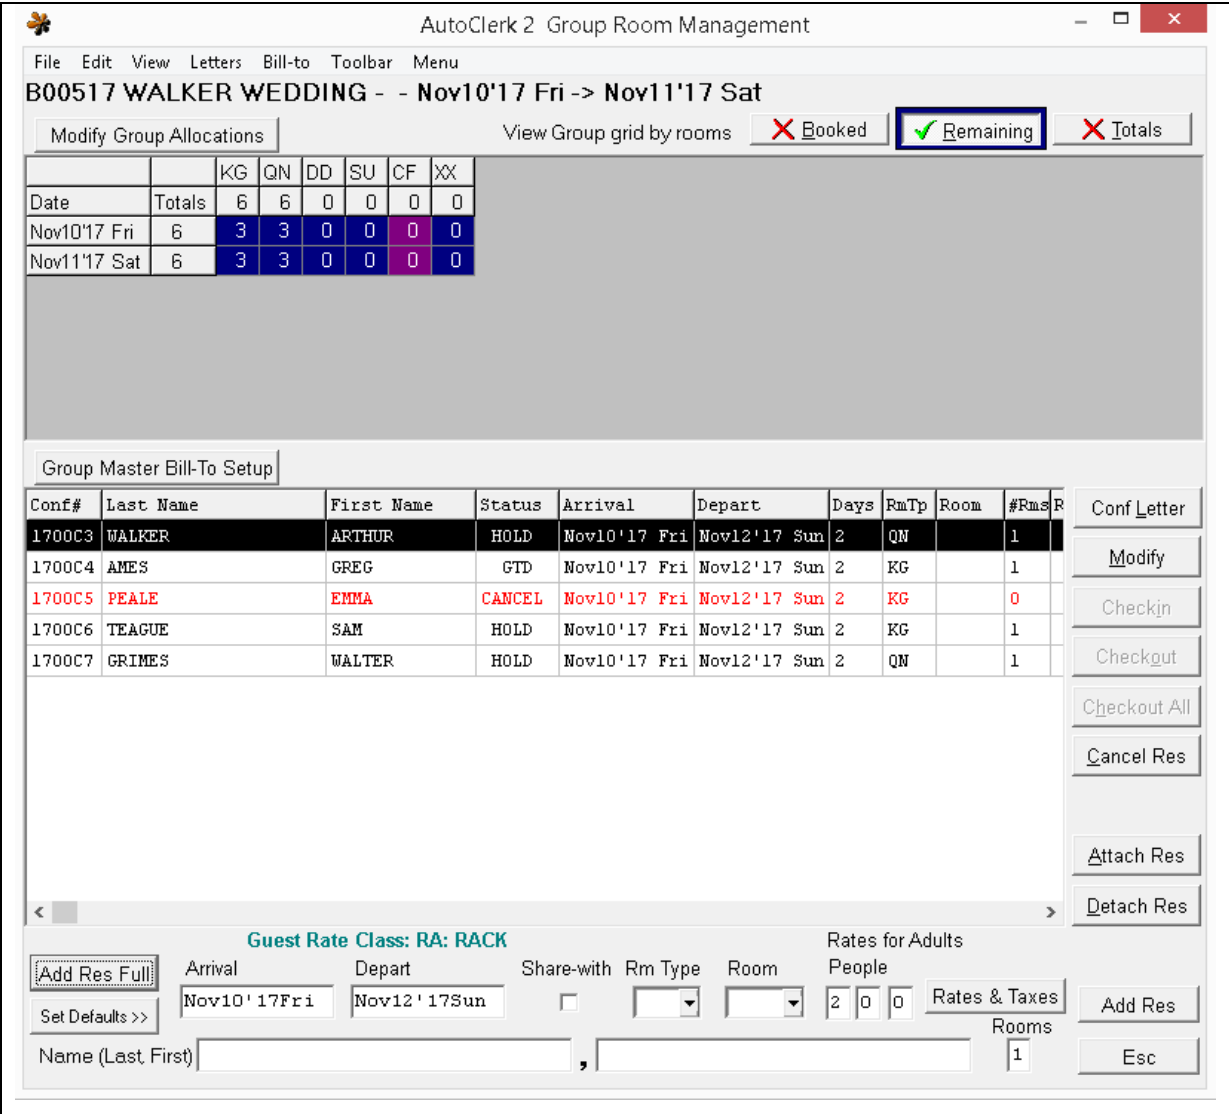 AutoClerk 2 Group Room Management
File Edit View Letters Bill-to Toolbar Menu
B00517 WALKER WEDDING - - Nov10'17 Fri -> Nov11'17 Sat
Modify Group Allocations View Group grid by rooms Booked Remaining Totals
KG QN DD SU CF XX
Date Totals 6 6 0 0 0 0
Nov10'17 Fri 6 3 3 0 0 0 0
Nov11'17 Sat 6 3 3 0 0 0 0
Group Master Bill-To Setup
Conf# Last Name First Name Status Arrival Depart Days RmTp Room #Rms R Conf Letter
1700C3 WALKER ARTHUR HOLD Nov10'17 Fri Nov12'17 Sun 2 QN 1
Modify
1700C4 AMES GREG GTD Nov10'17 Fri Nov12'17 Sun 2 KG 1
1700C5 PEALE EMMA CANCEL Nov10'17 Fri Nov12'17 Sun 2 KG 0
Checkin
1700C6 TEAGUE SAM HOLD Nov10'17 Fri Nov12'17 Sun 2 KG 1
1700C7 GRIMES WALTER HOLD Nov10'17 Fri Nov12'17 Sun 2 QN 1
Checkout
Checkout All
Cancel Res
Attach Res
Detach Res
Guest Rate Class: RA: RACK Rates for Adults
Add Res Full Arrival Depart Share-with Rm Type Room People
Nov10'17Fri Nov12'17Sun 2 0 0 Rates & Taxes Add Res
Set Defaults >> Rooms
Name (Last, First) , 1 Esc